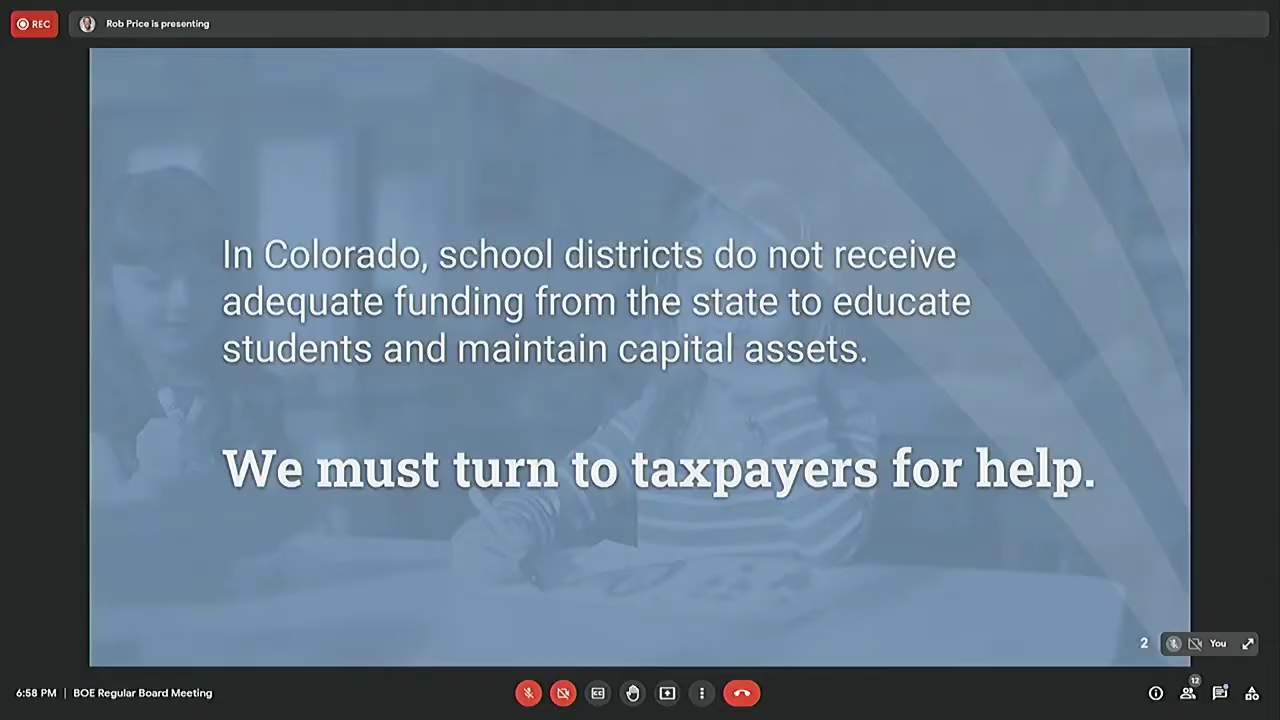 REC
Rob Price is presenting
In Colorado, school districts do not receive
adequate funding from the state to educate
students and maintain capital assets.
We must turn to taxpayers for help.
2
You
6:58 PM | BOE Regular Board Meeting
12